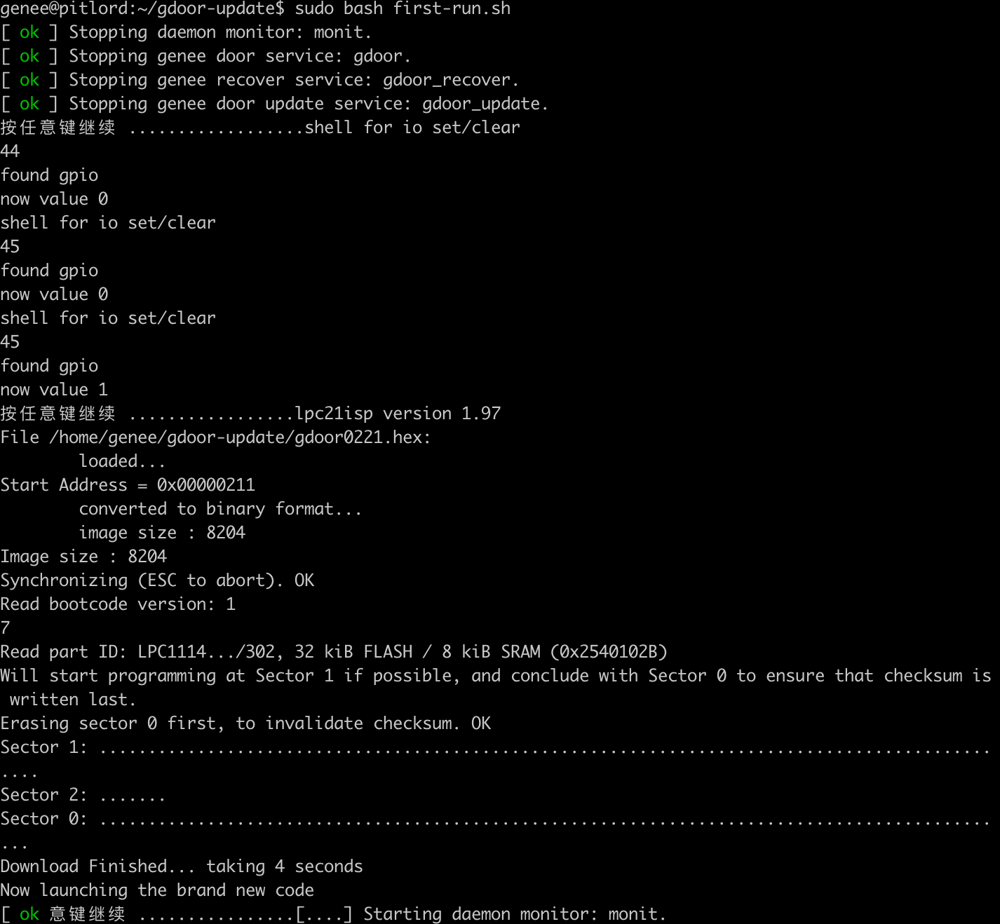 genee@pitlord:~/gdoor-update$ sudo bash first-run.sh
[ ok ] Stopping daemon monitor: monit.
[ ok ] Stopping genee door service: gdoor.
[ ok ] Stopping genee recover service: gdoor_recover.
[ ok ] Stopping genee door update service: gdoor_update.
按任意键继续 ..................shell for io set/clear
44
found gpio
now value 0
shell for io set/clear
45
found gpio
now value 0
shell for io set/clear
45
found gpio
now value 1
按任意键继续 .................lpc21isp version 1.97
File /home/genee/gdoor-update/gdoor0221.hex:
        loaded...
Start Address = 0x00000211
        converted to binary format...
        image size : 8204
Image size : 8204
Synchronizing (ESC to abort). OK
Read bootcode version: 1
7
Read part ID: LPC1114.../302, 32 kiB FLASH / 8 kiB SRAM (0x2540102B)
Will start programming at Sector 1 if possible, and conclude with Sector 0 to ensure that checksum is
 written last.
Erasing sector 0 first, to invalidate checksum. OK
Sector 1: ...........................................................................................
....
Sector 2: .......
Sector 0: ...........................................................................................
...
Download Finished... taking 4 seconds
Now launching the brand new code
[ ok 意键继续 ................[....] Starting daemon monitor: monit.